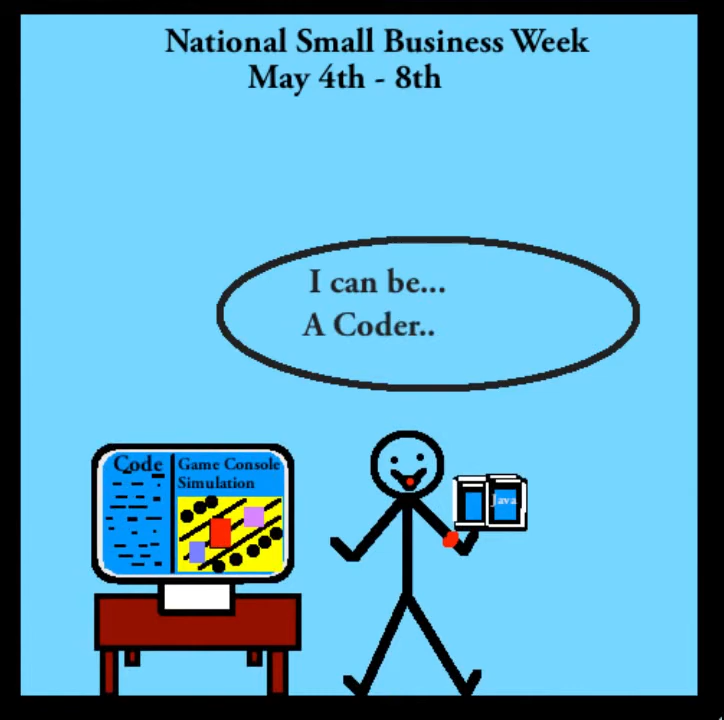 National Small Business Week
May 4th - 8th
I can be...
A Coder..
Code
Game Console
Simulation
Java